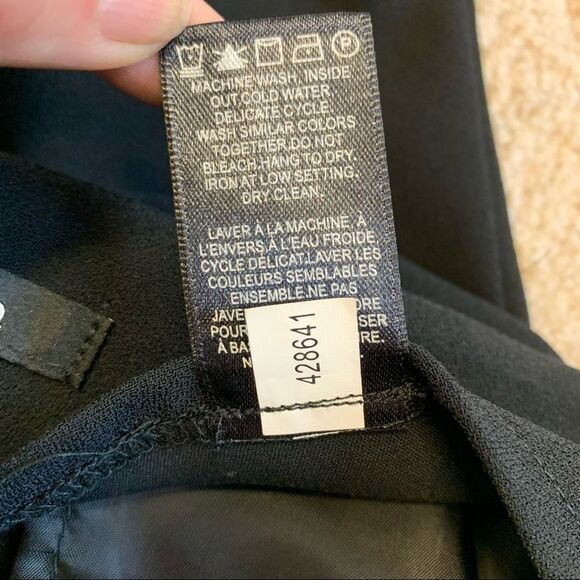 P
MACHINE WASH, INSIDE
OUT.COLD WATER
DELICATE CYCLE.
WASH SIMILAR COLORS
TOGETHER. DO NOT
BLEACH-HANG TO DRY.
IRON AT LOW SETTING.
DRY CLEAN.
LAVER À LA MACHINE, À
L'ENVERS À L'EAU FROIDE.
CYCLE DÉLICAT.LAVER LES
COULEURS SEMBLABLES
ENSEMBLE.NE PAS
POUR
428641